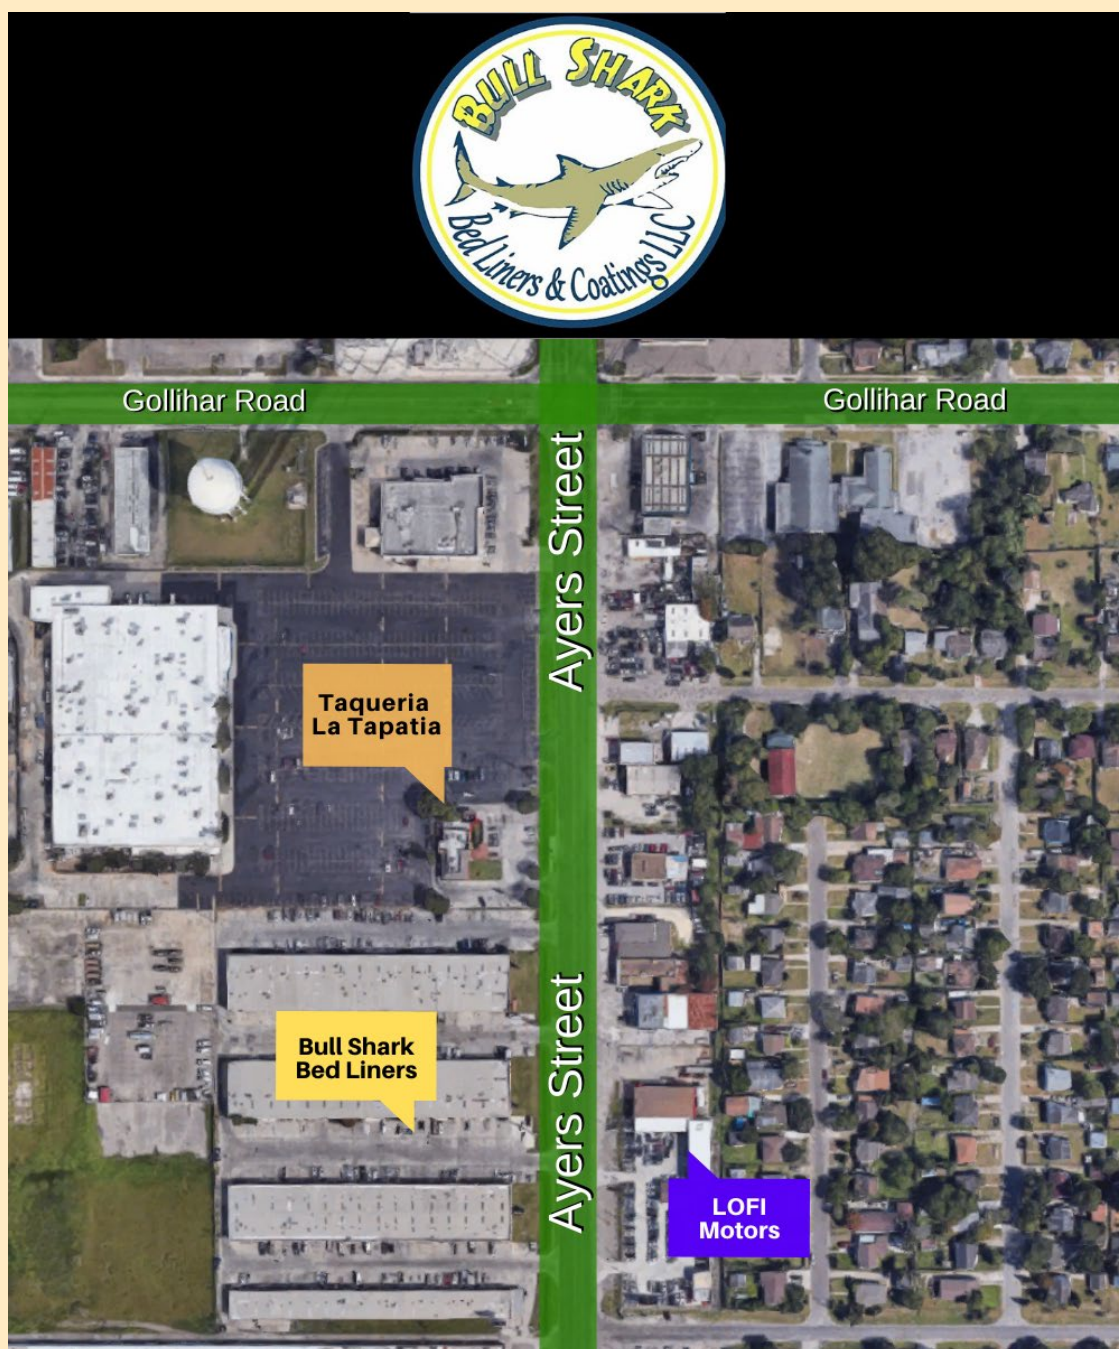 BULL SHARK
Bed Liners & Coatings LLC
Gollihar Road
Gollihar Road
Ayers Street
Taqueria
La Tapatia
Ayers Street
Bull Shark
Bed Liners
LOFI
Motors